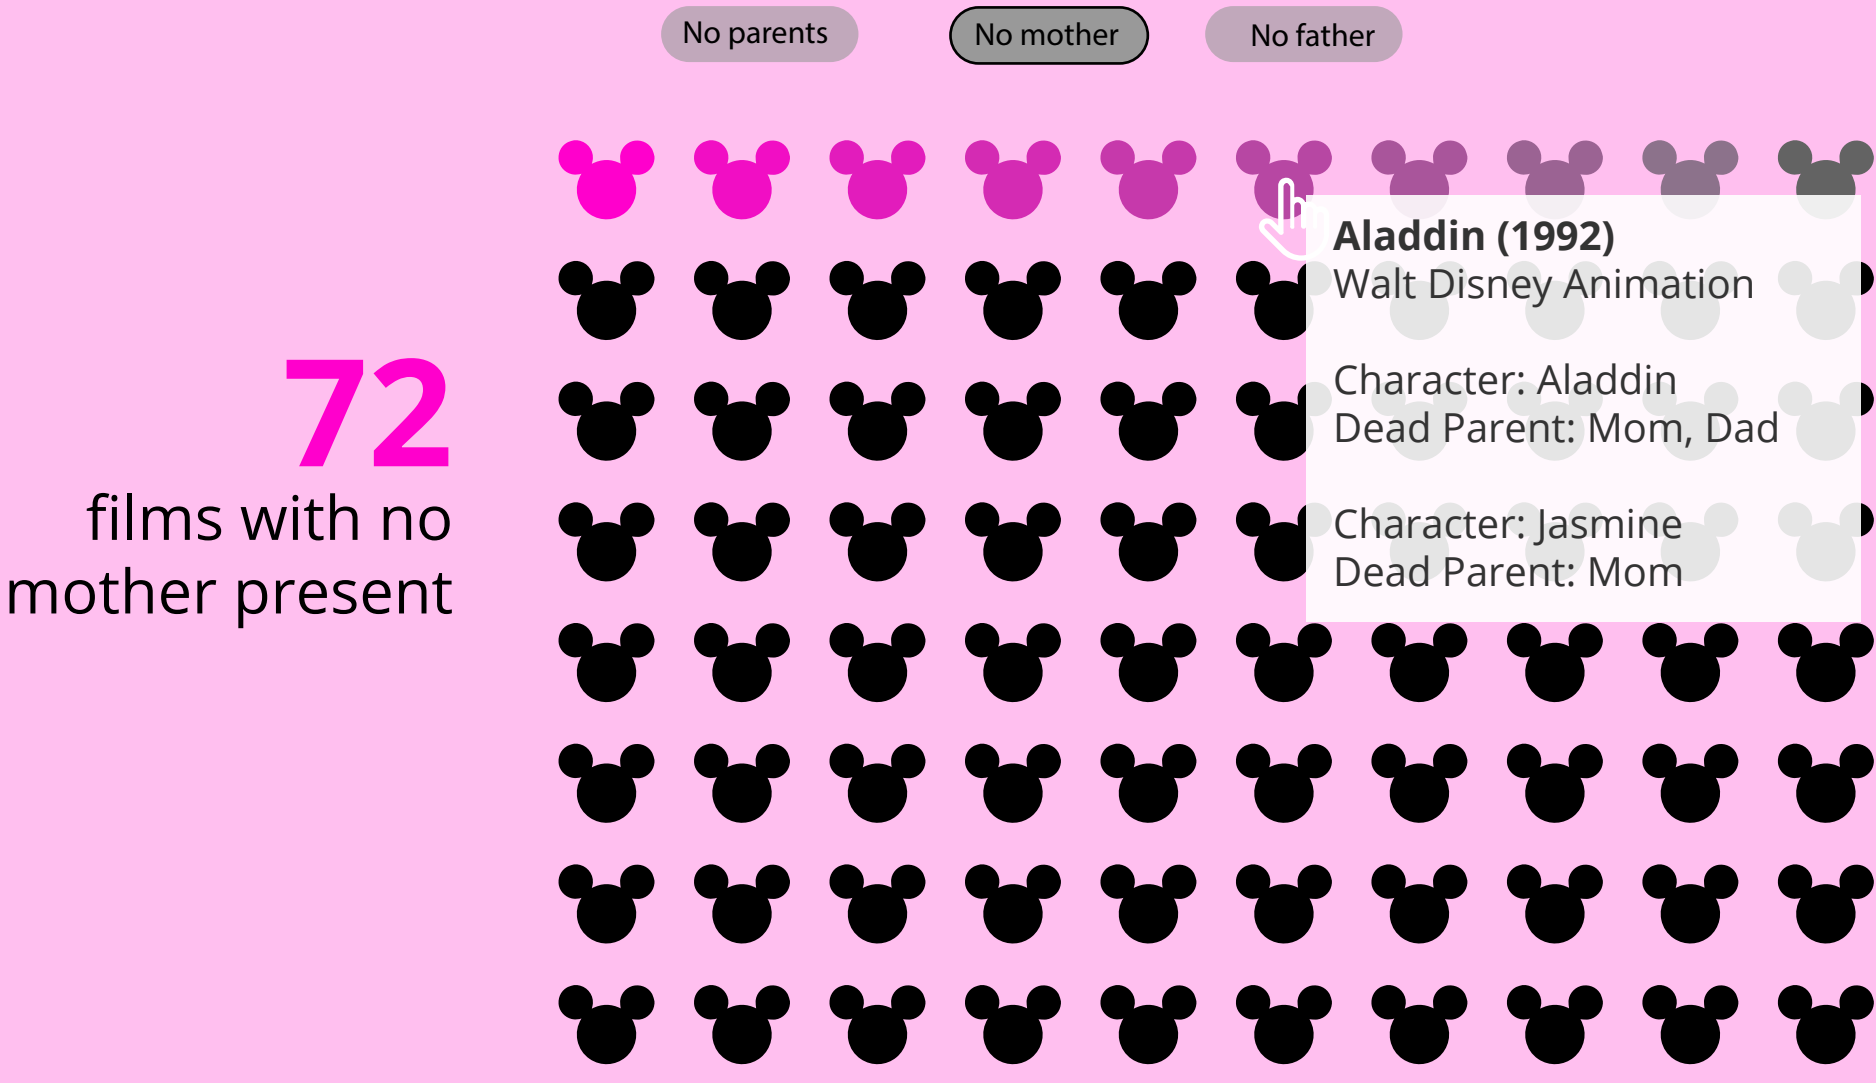 No parents
No mother
No father
72
films with no
mother present
Aladdin (1992)
Walt Disney Animation
Character: Aladdin
Dead Parent: Mom, Dad
Character: Jasmine
Dead Parent: Mom